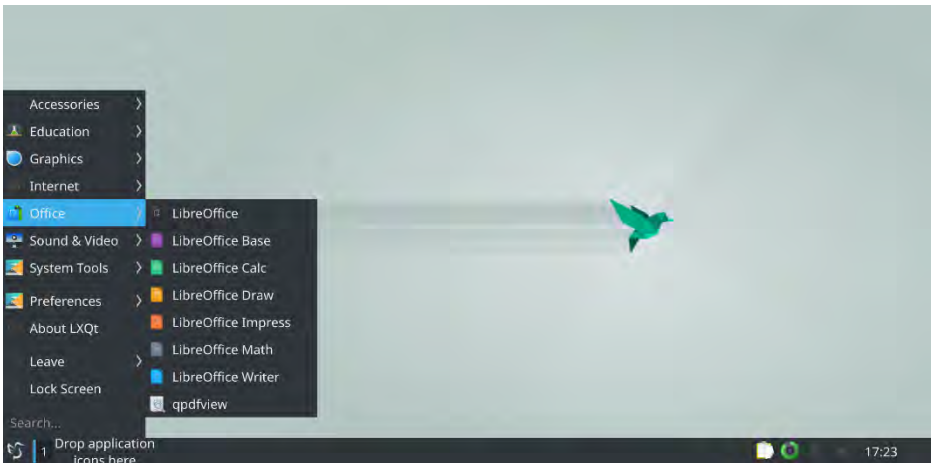 Accessories
Education
Graphics
Internet
Office
Sound & Video
System Tools
Preferences
About LXQt
Leave
Lock Screen
Search...
LibreOffice
LibreOffice Base
LibreOffice Calc
LibreOffice Draw
LibreOffice Impress
LibreOffice Math
LibreOffice Writer
qpdfview
1
Drop application
icons here
17:23